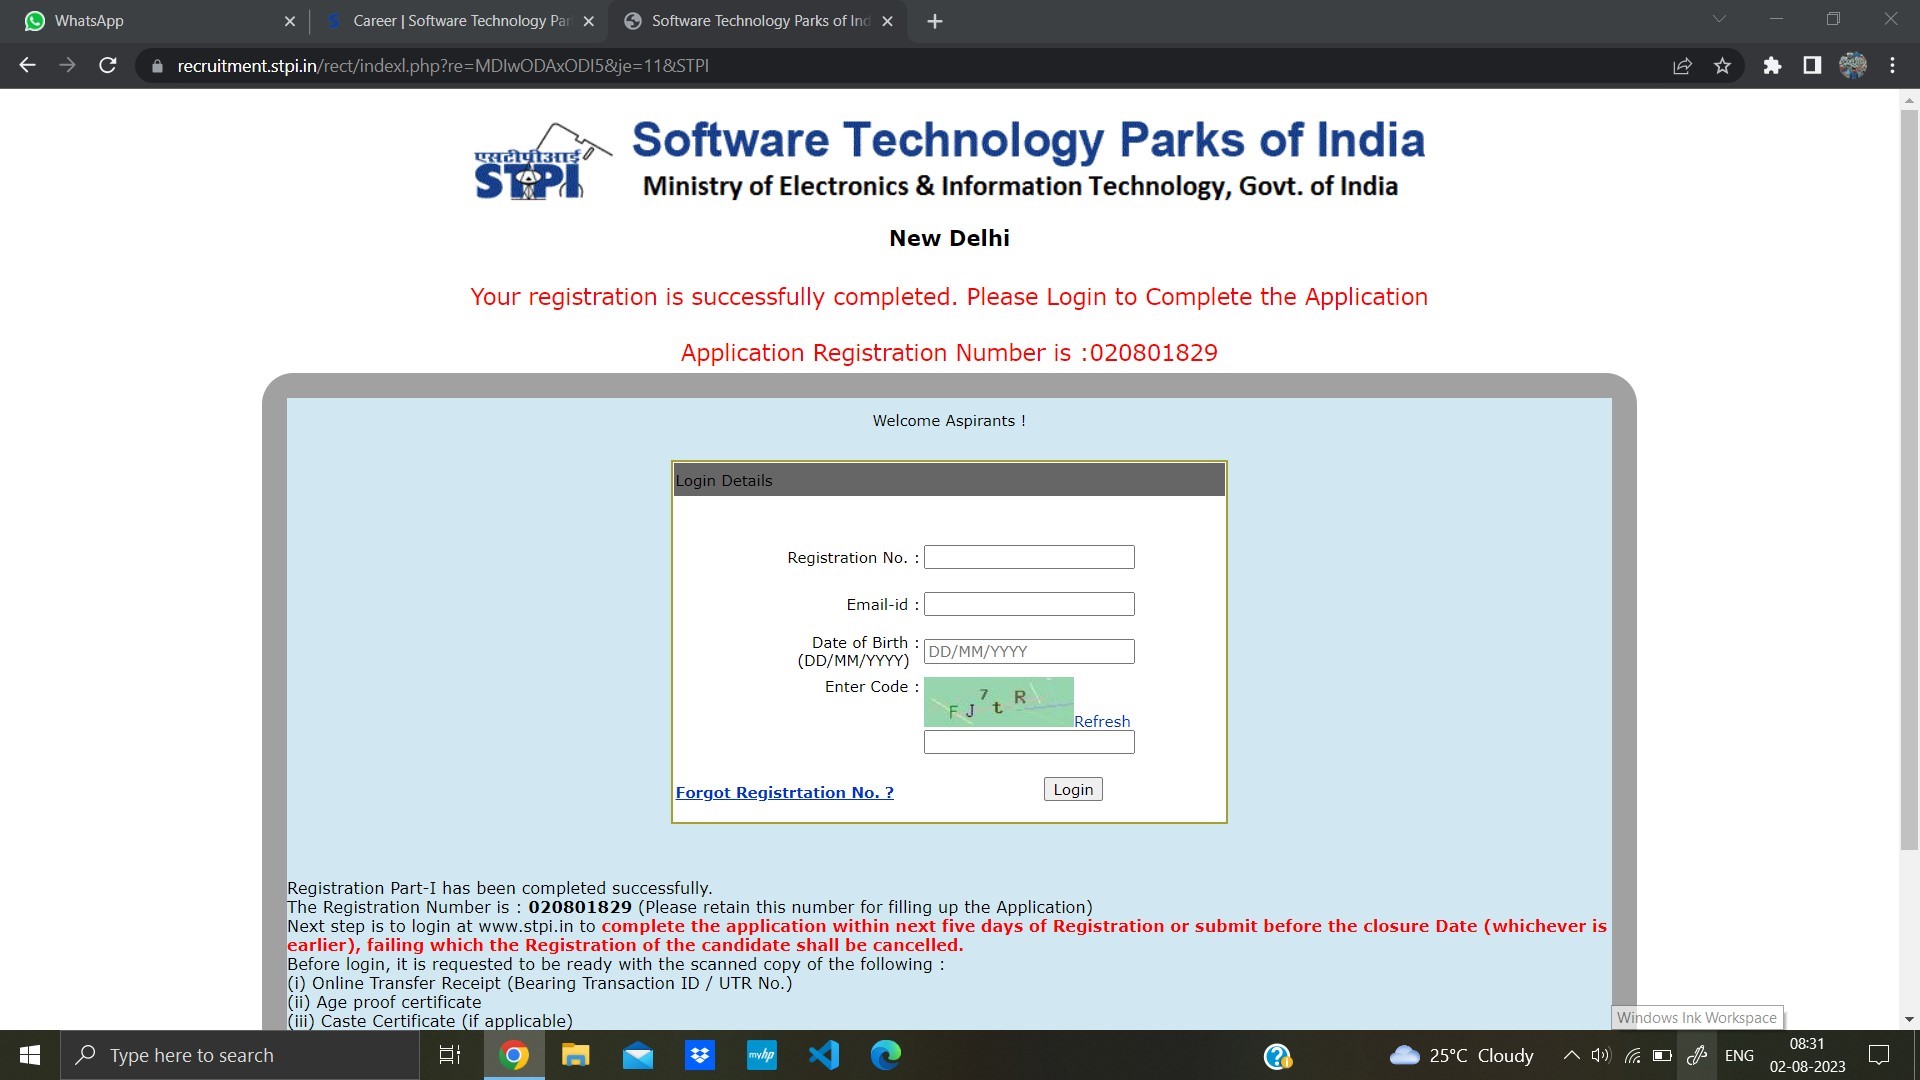 WhatsApp
Career | Software Technology Par
Software Technology Parks of Ind
recruitment.stpi.in/rect/indexl.php?re=MDIwODAxODI5&je=11&STPI
एसटीपीआई
STPI
Software Technology Parks of India
Ministry of Electronics & Information Technology, Govt. of India
New Delhi
Your registration is successfully completed. Please Login to Complete the Application
Application Registration Number is :020801829
Welcome Aspirants !
Login Details
Registration No. :
Email-id :
Date of Birth :
(DD/MM/YYYY)
DD/MM/YYYY
Enter Code :
F J 7 t R
Refresh
Forgot Registrtation No. ?
Login
Registration Part-I has been completed successfully.
The Registration Number is : 020801829 (Please retain this number for filling up the Application)
Next step is to login at www.stpi.in to complete the application within next five days of Registration or submit before the closure Date (whichever is
earlier), failing which the Registration of the candidate shall be cancelled.
Before login, it is requested to be ready with the scanned copy of the following :
(i) Online Transfer Receipt (Bearing Transaction ID / UTR No.)
(ii) Age proof certificate
(iii) Caste Certificate (if applicable)
Windows Ink Workspace
Type here to search
myhp
25°C Cloudy
ENG
08:31
02-08-2023